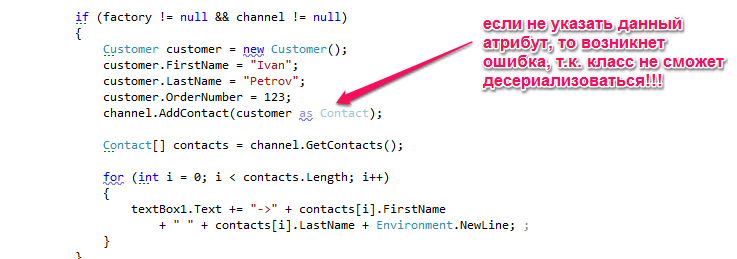 if (factory != null && channel != null)
{
Customer customer = new Customer();
customer.FirstName = "Ivan";
customer.LastName = "Petrov";
customer.OrderNumber = 123;
channel.AddContact(customer as Contact);
Contact[] contacts = channel.GetContacts();
for (int i = 0; i < contacts.Length; i++)
{
textBox1.Text += "->" + contacts[i].FirstName
+ " " + contacts[i].LastName + Environment.NewLine; ;
}
}
если не указать данный
атрибут, то возникнет
ошибка, т.к. класс не сможет
десериализоваться!!!